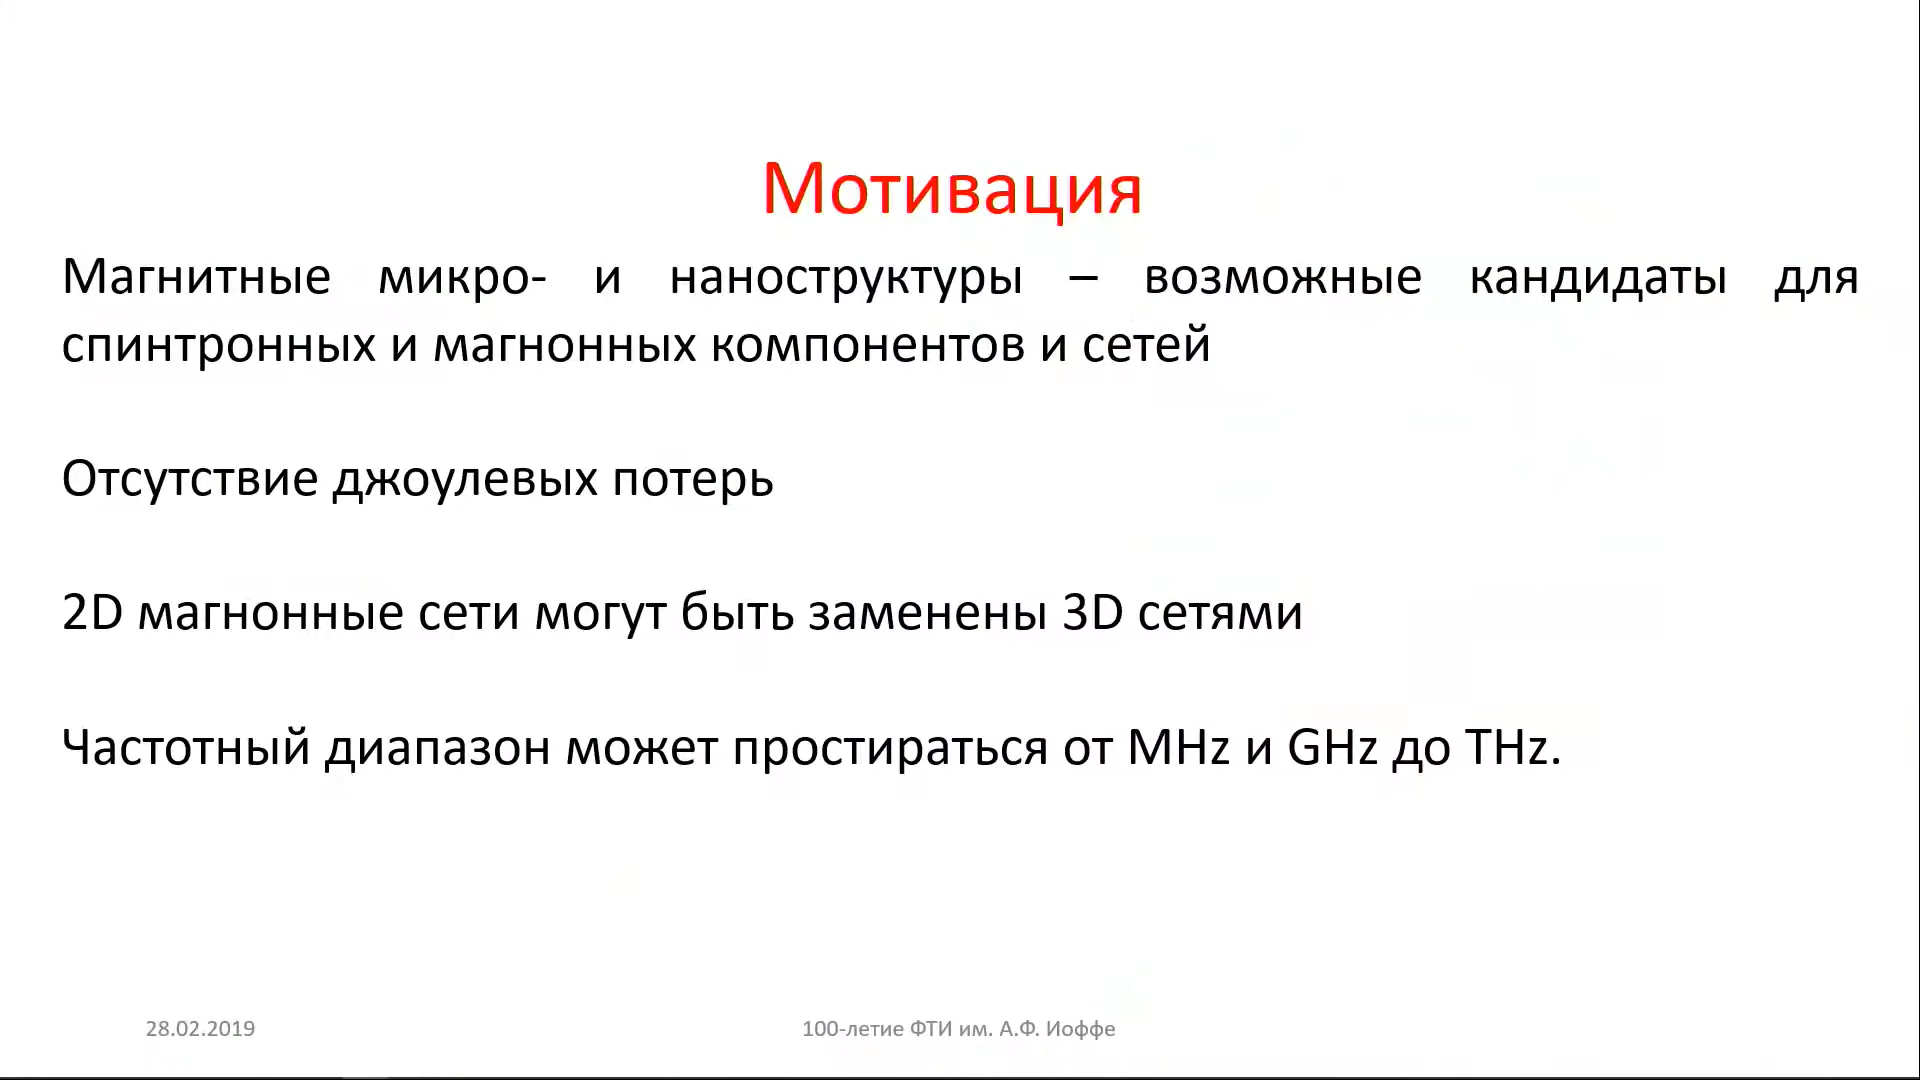 Мотивация
Магнитные микро- и наноструктуры – возможные кандидаты для
спинтронных и магнонных компонентов и сетей
Отсутствие джоулевых потерь
2D магнонные сети могут быть заменены 3D сетями
Частотный диапазон может простираться от MHz и GHz до THz.
28.02.2019
100-летие ФТИ им. А.Ф. Иоффе